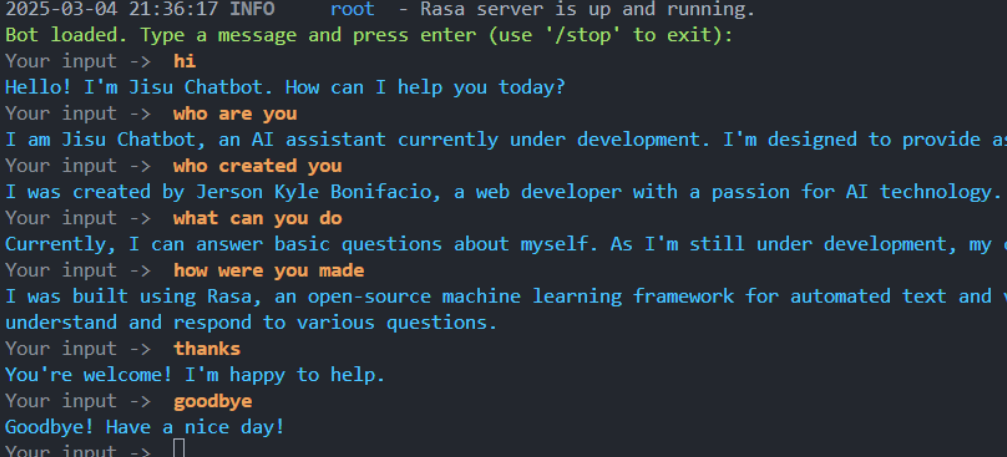 2025-03-04 21:36:17 INFO     root  - Rasa server is up and running.
Bot loaded. Type a message and press enter (use '/stop' to exit):
Your input ->  hi
Hello! I'm Jisu Chatbot. How can I help you today?
Your input ->  who are you
I am Jisu Chatbot, an AI assistant currently under development. I'm designed to provide
Your input ->  who created you
I was created by Jerson Kyle Bonifacio, a web developer with a passion for AI technology.
Your input ->  what can you do
Currently, I can answer basic questions about myself. As I'm still under development, my
Your input ->  how were you made
I was built using Rasa, an open-source machine learning framework for automated text and
understand and respond to various questions.
Your input ->  thanks
You're welcome! I'm happy to help.
Your input ->  goodbye
Goodbye! Have a nice day!
Your input ->